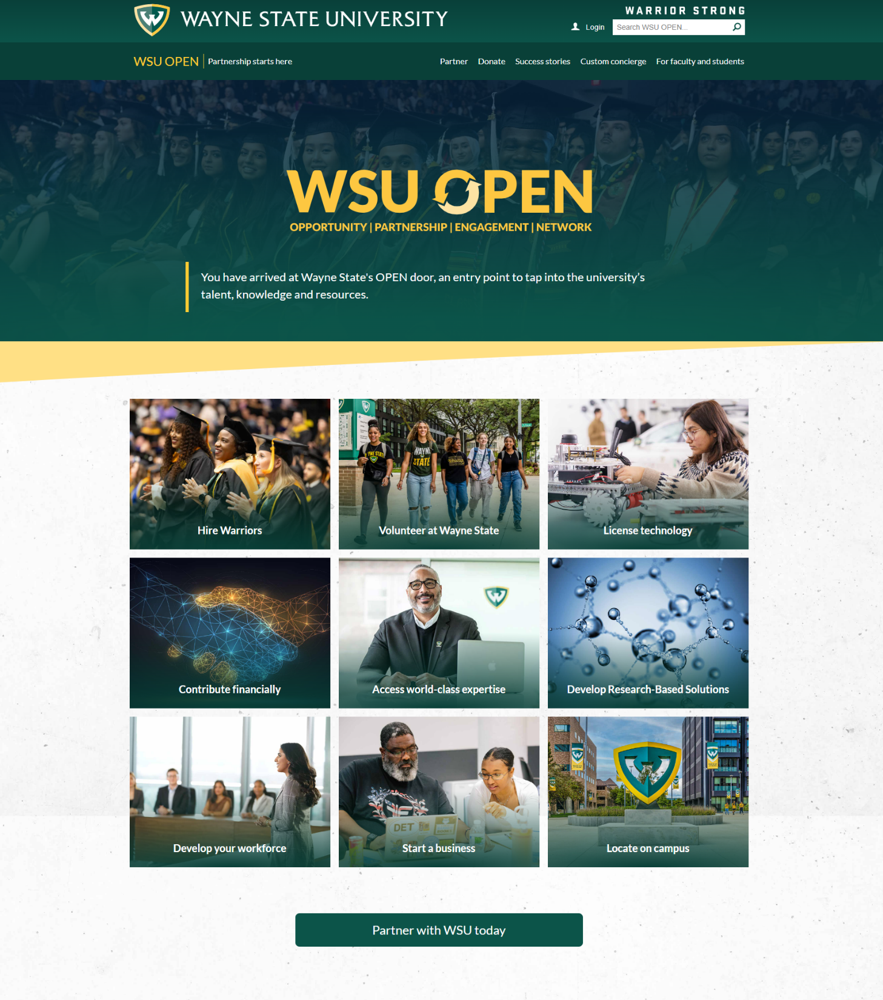 WAYNE STATE UNIVERSITY
WARRIOR STRONG
Login
Search WSU OPEN...
WSU OPEN
Partnership starts here
Partner
Donate
Success stories
Custom concierge
For faculty and students
WSU OPEN
OPPORTUNITY | PARTNERSHIP | ENGAGEMENT | NETWORK
You have arrived at Wayne State's OPEN door, an entry point to tap into the university’s
talent, knowledge and resources.
WAYNE
STATE
Hire Warriors
Volunteer at Wayne State
License technology
Contribute financially
Access world-class expertise
Develop Research-Based Solutions
DET
Develop your workforce
Start a business
Locate on campus
Partner with WSU today